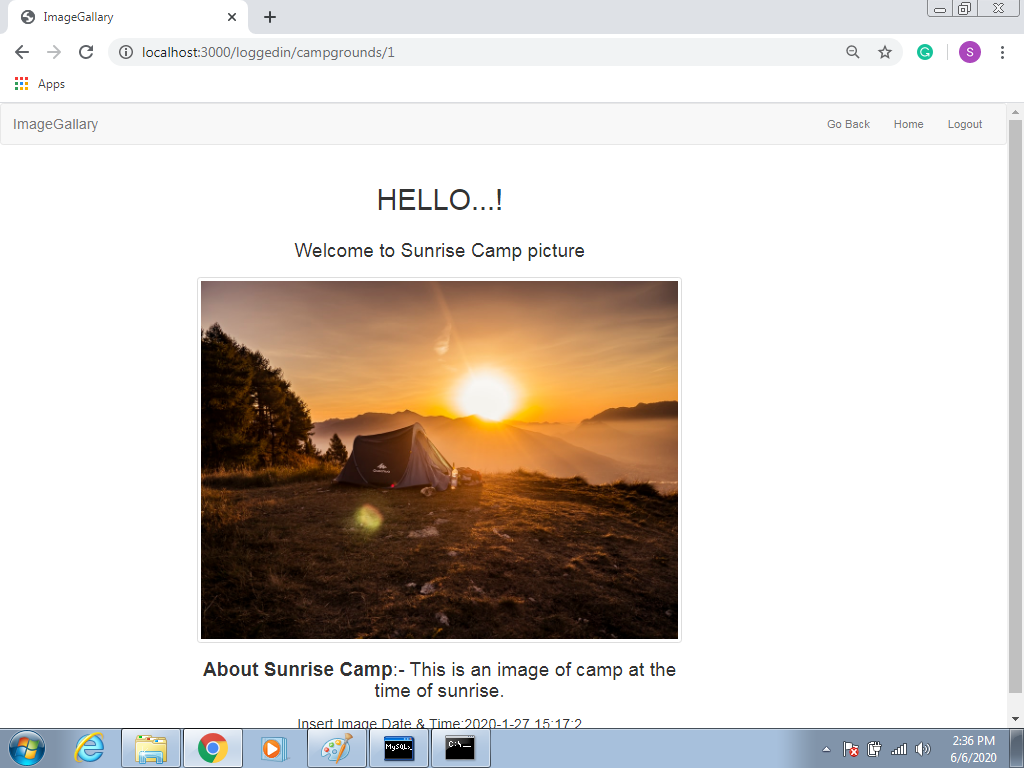 ImageGallary
localhost:3000/loggedin/campgrounds/1
S
Apps
ImageGallary
Go Back Home Logout
HELLO...!
Welcome to Sunrise Camp picture
About Sunrise Camp:- This is an image of camp at the
time of sunrise.
Insert Image Date & Time:2020-1-27 15:17:2
MySQL
C:\
2:36 PM
6/6/2020